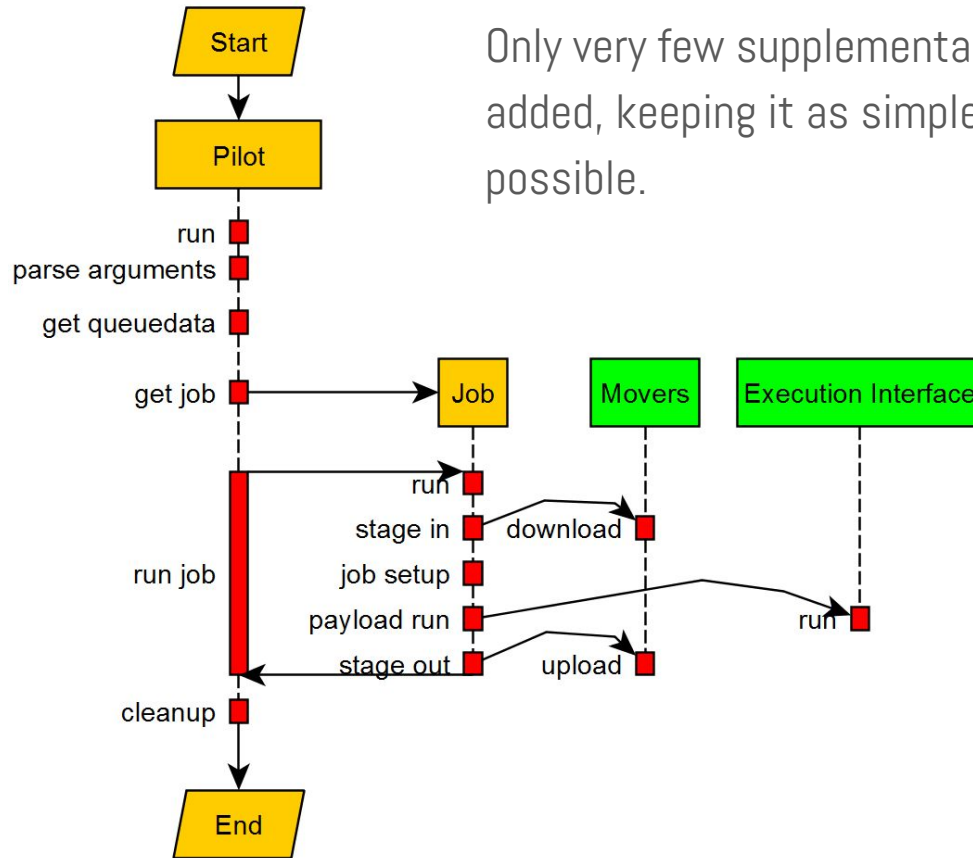 Start
Only very few
added, keeping it as simple
possible.
Pilot
run
parse arguments
get queuedata
get job
Job
Movers
Execution Interface
run
stage in
download
run job
job setup
payload run
run
stage out
upload
cleanup
End